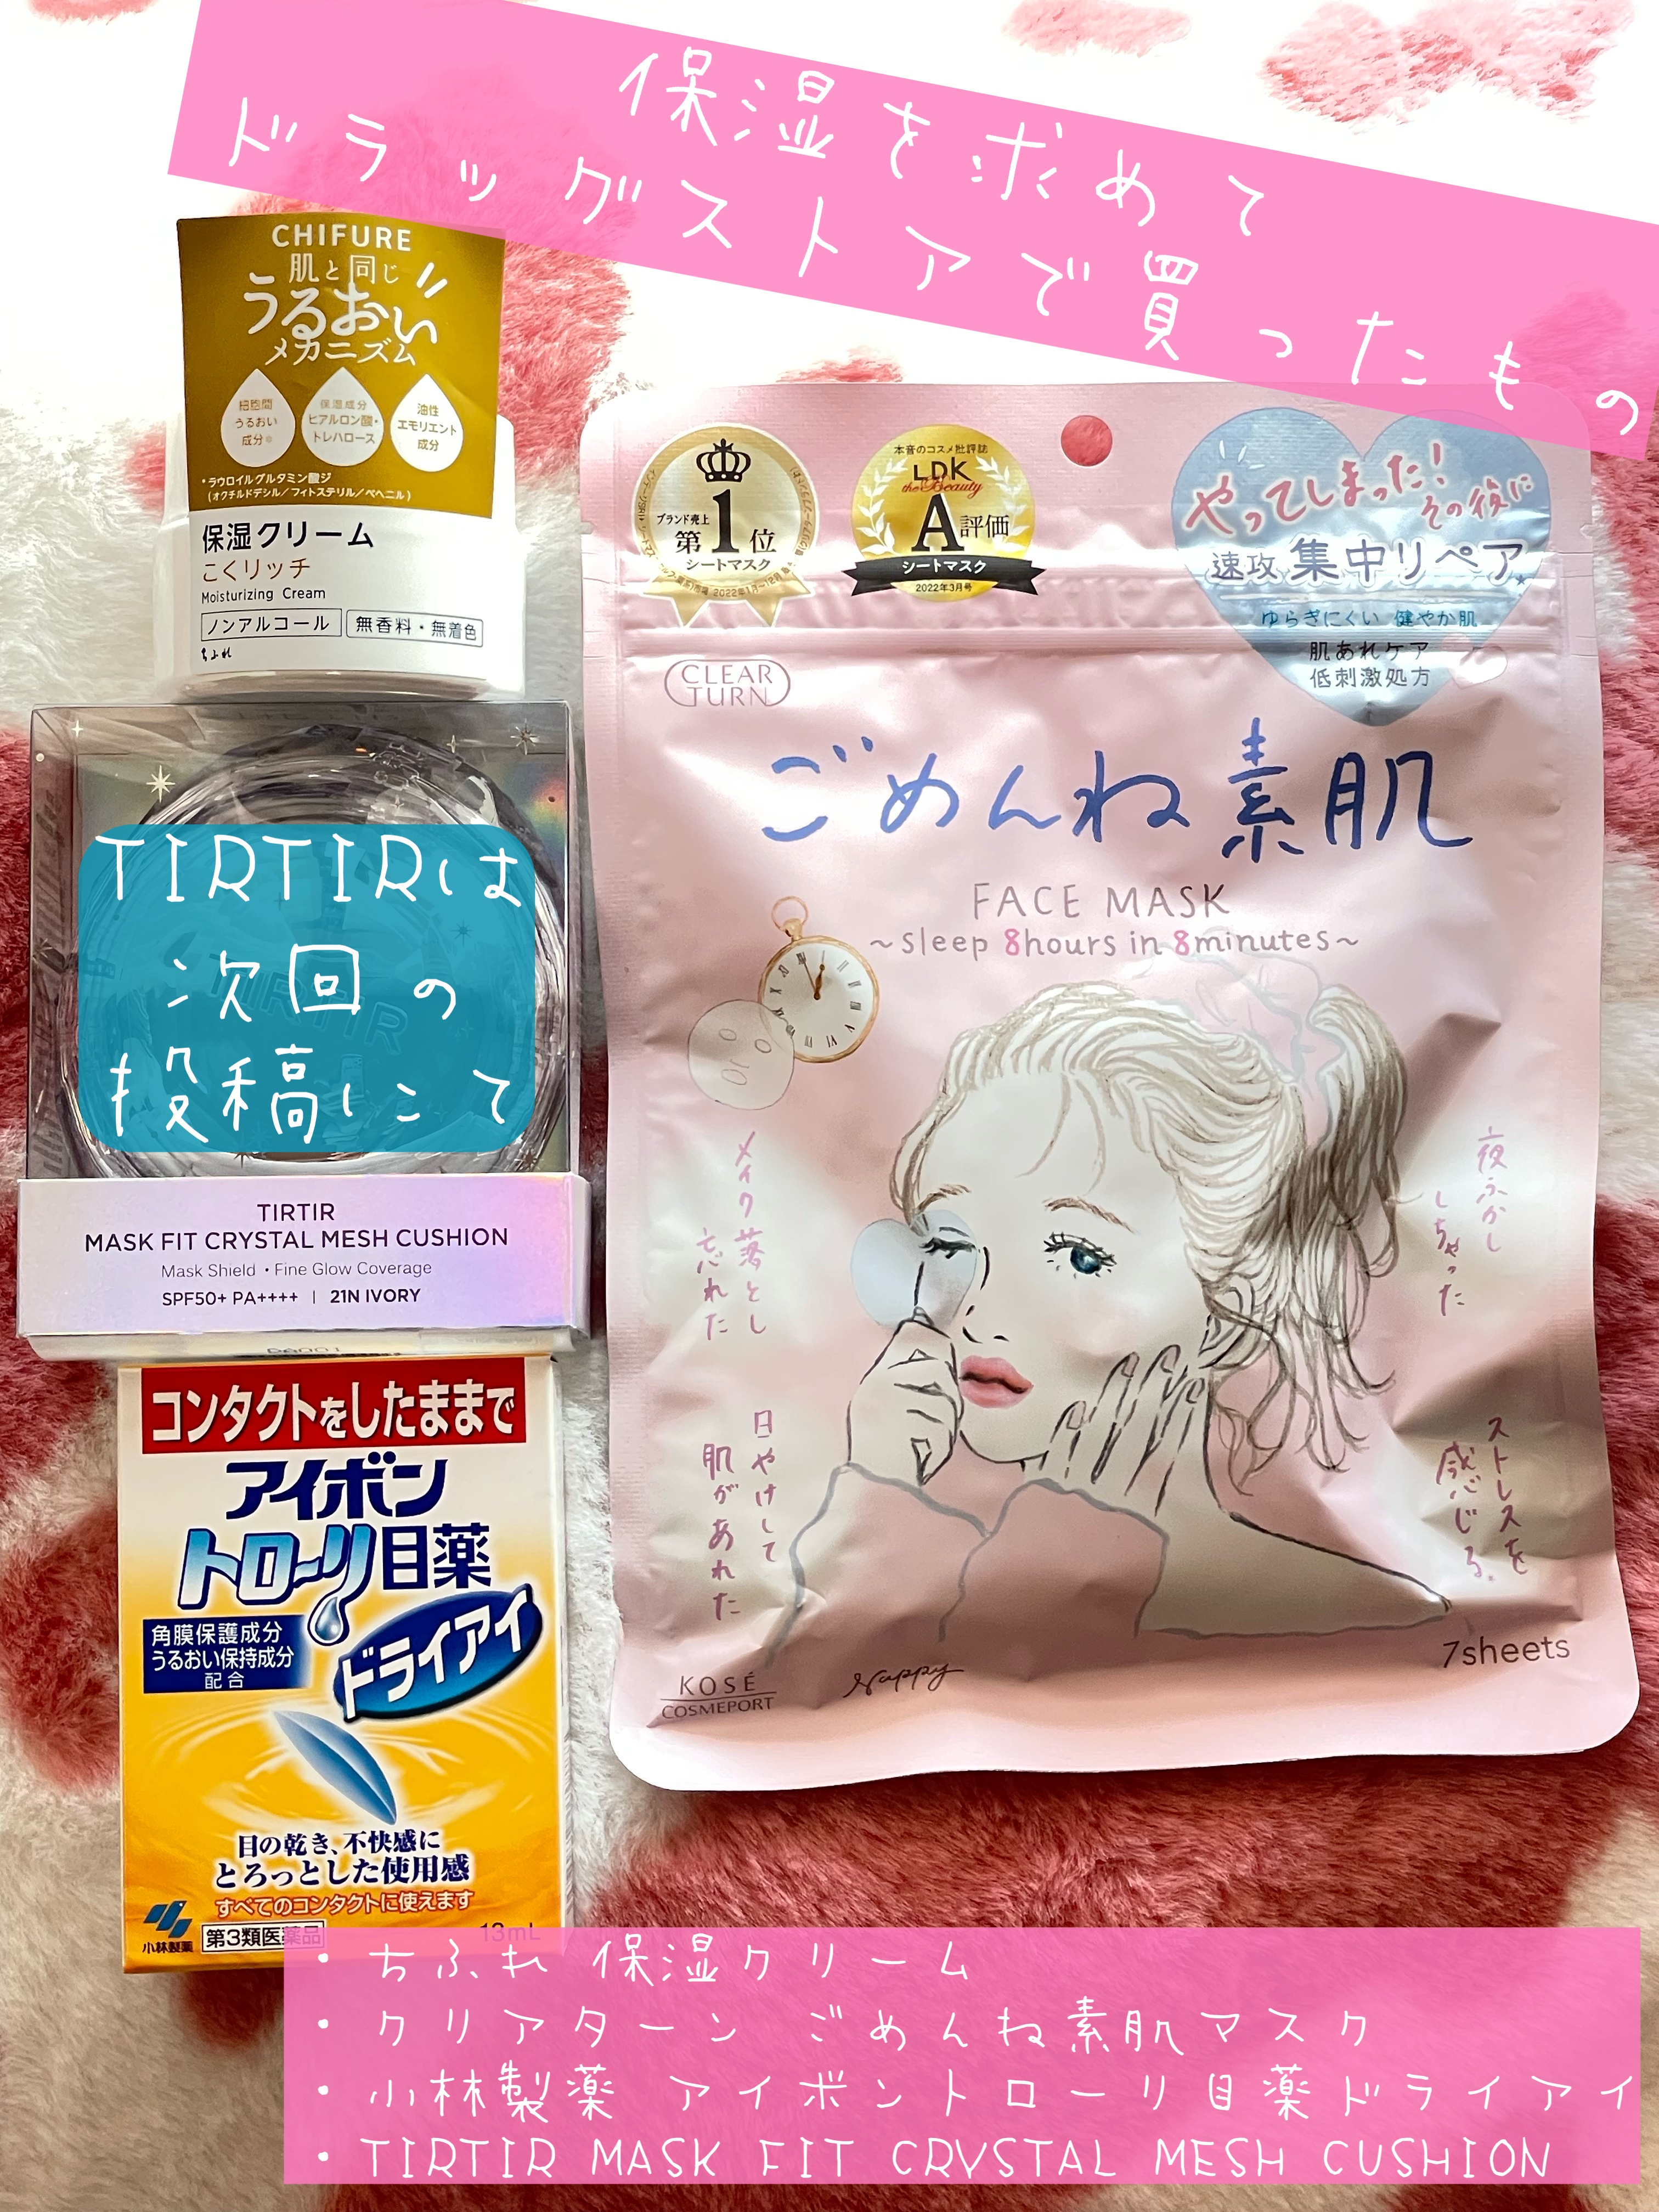 保湿を求めて
ドラッグストアで買ったもの
CHIFURE
肌と同じ
うるおい
メカニズム
細胞間
うるおい
成分※
保湿成分
ヒアルロン酸・
トレハロース
油性
エモリエント
成分
・ラウロイルグルタミン酸ジ
(オクチルドデシル/フィトステリル/ベヘニル)
保湿クリーム
こくリッチ
Moisturizing Cream
ノンアルコール
無香料・無着色
ちふれ
TIRTIRは
次回の
投稿にて
TIRTIR
MASK FIT CRYSTAL MESH CUSHION
Mask Shield・Fine Glow Coverage
SPF50+ PA++++ | 21N IVORY
コンタクトをしたままで
アイボン
トローリ目薬
ドライアイ
角膜保護成分
うるおい保持成分
配合
目の乾き、不快感に
とろっとした使用感
すべてのコンタクトに使えます
小林製薬
第3類医薬品
13mL
ブランド売上
第1位
シートマスク
本音のコスメ批評誌
LDK
the Beauty
A評価
シートマスク
2022年3月号
やってしまった!
その後に
速攻 集中リペア
ゆらぎにくい 健やか肌
肌あれケア
低刺激処方
CLEAR
TURN
ごめんね素肌
FACE MASK
~sleep 8hours in 8minutes~
メイク落とし
忘れた
夜ふかし
しちゃった
日やけして
肌があれた
ストレスを
感じる。
7sheets
KOSÉ
COSMEPORT
Nappy
・ちふれ 保湿クリーム
・クリアターン ごめんね素肌マスク
・小林製薬 アイボントローリ目薬ドライアイ
・TIRTIR MASK FIT CRYSTAL MESH CUSHION